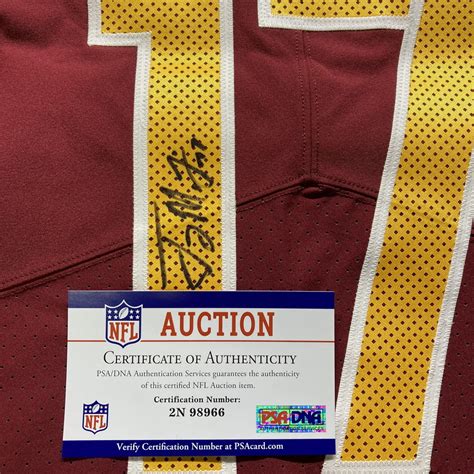 17
NFL
AUCTION
CERTIFICATE OF AUTHENTICITY
PSA/DNA Authentication Services guarantees the authenticity
of this certified NFL Auction item.
Certification Number:
2N 98966
NFL
PSA/DNA
Verify Certification Number at PSAcard.com